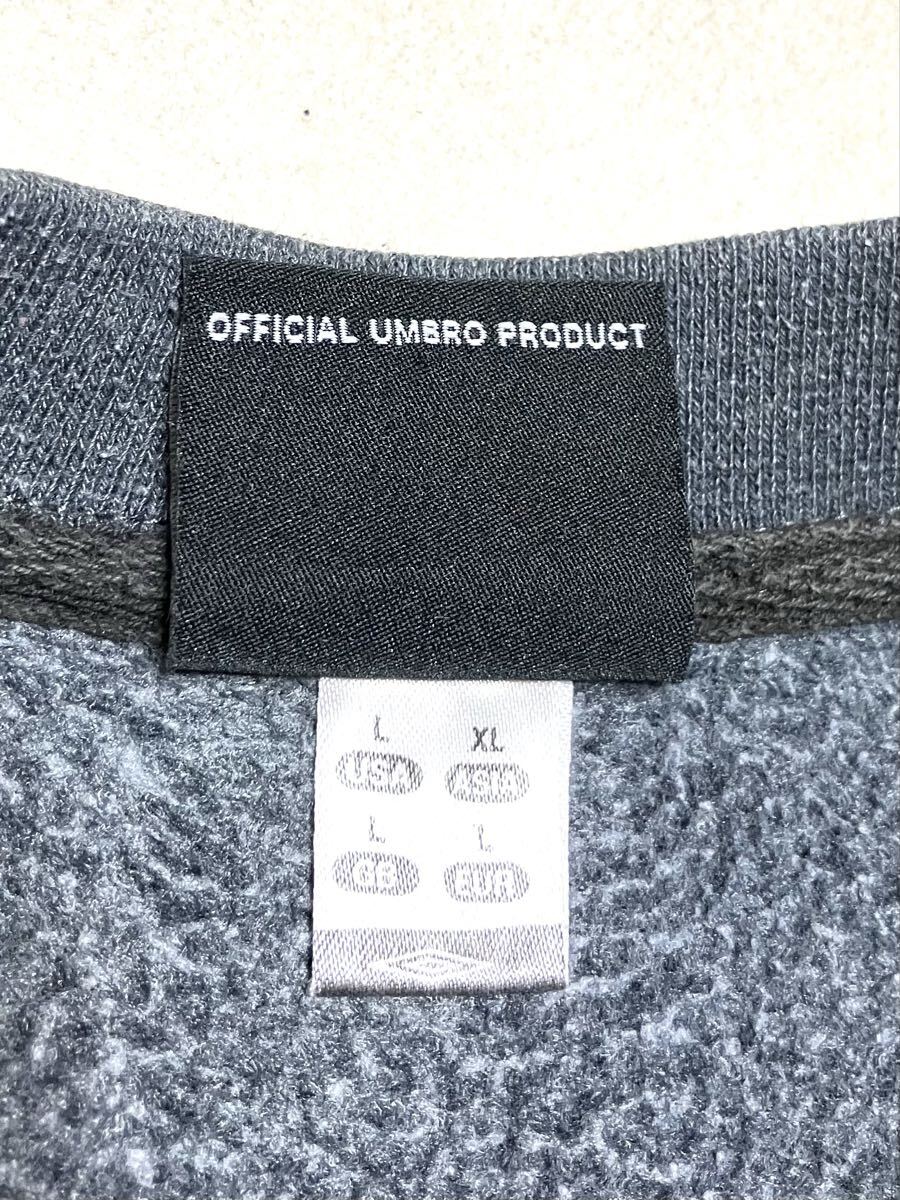 OFFICIAL UMBRO PRODUCT
L XL
USA ASIA
L L
GB EUR